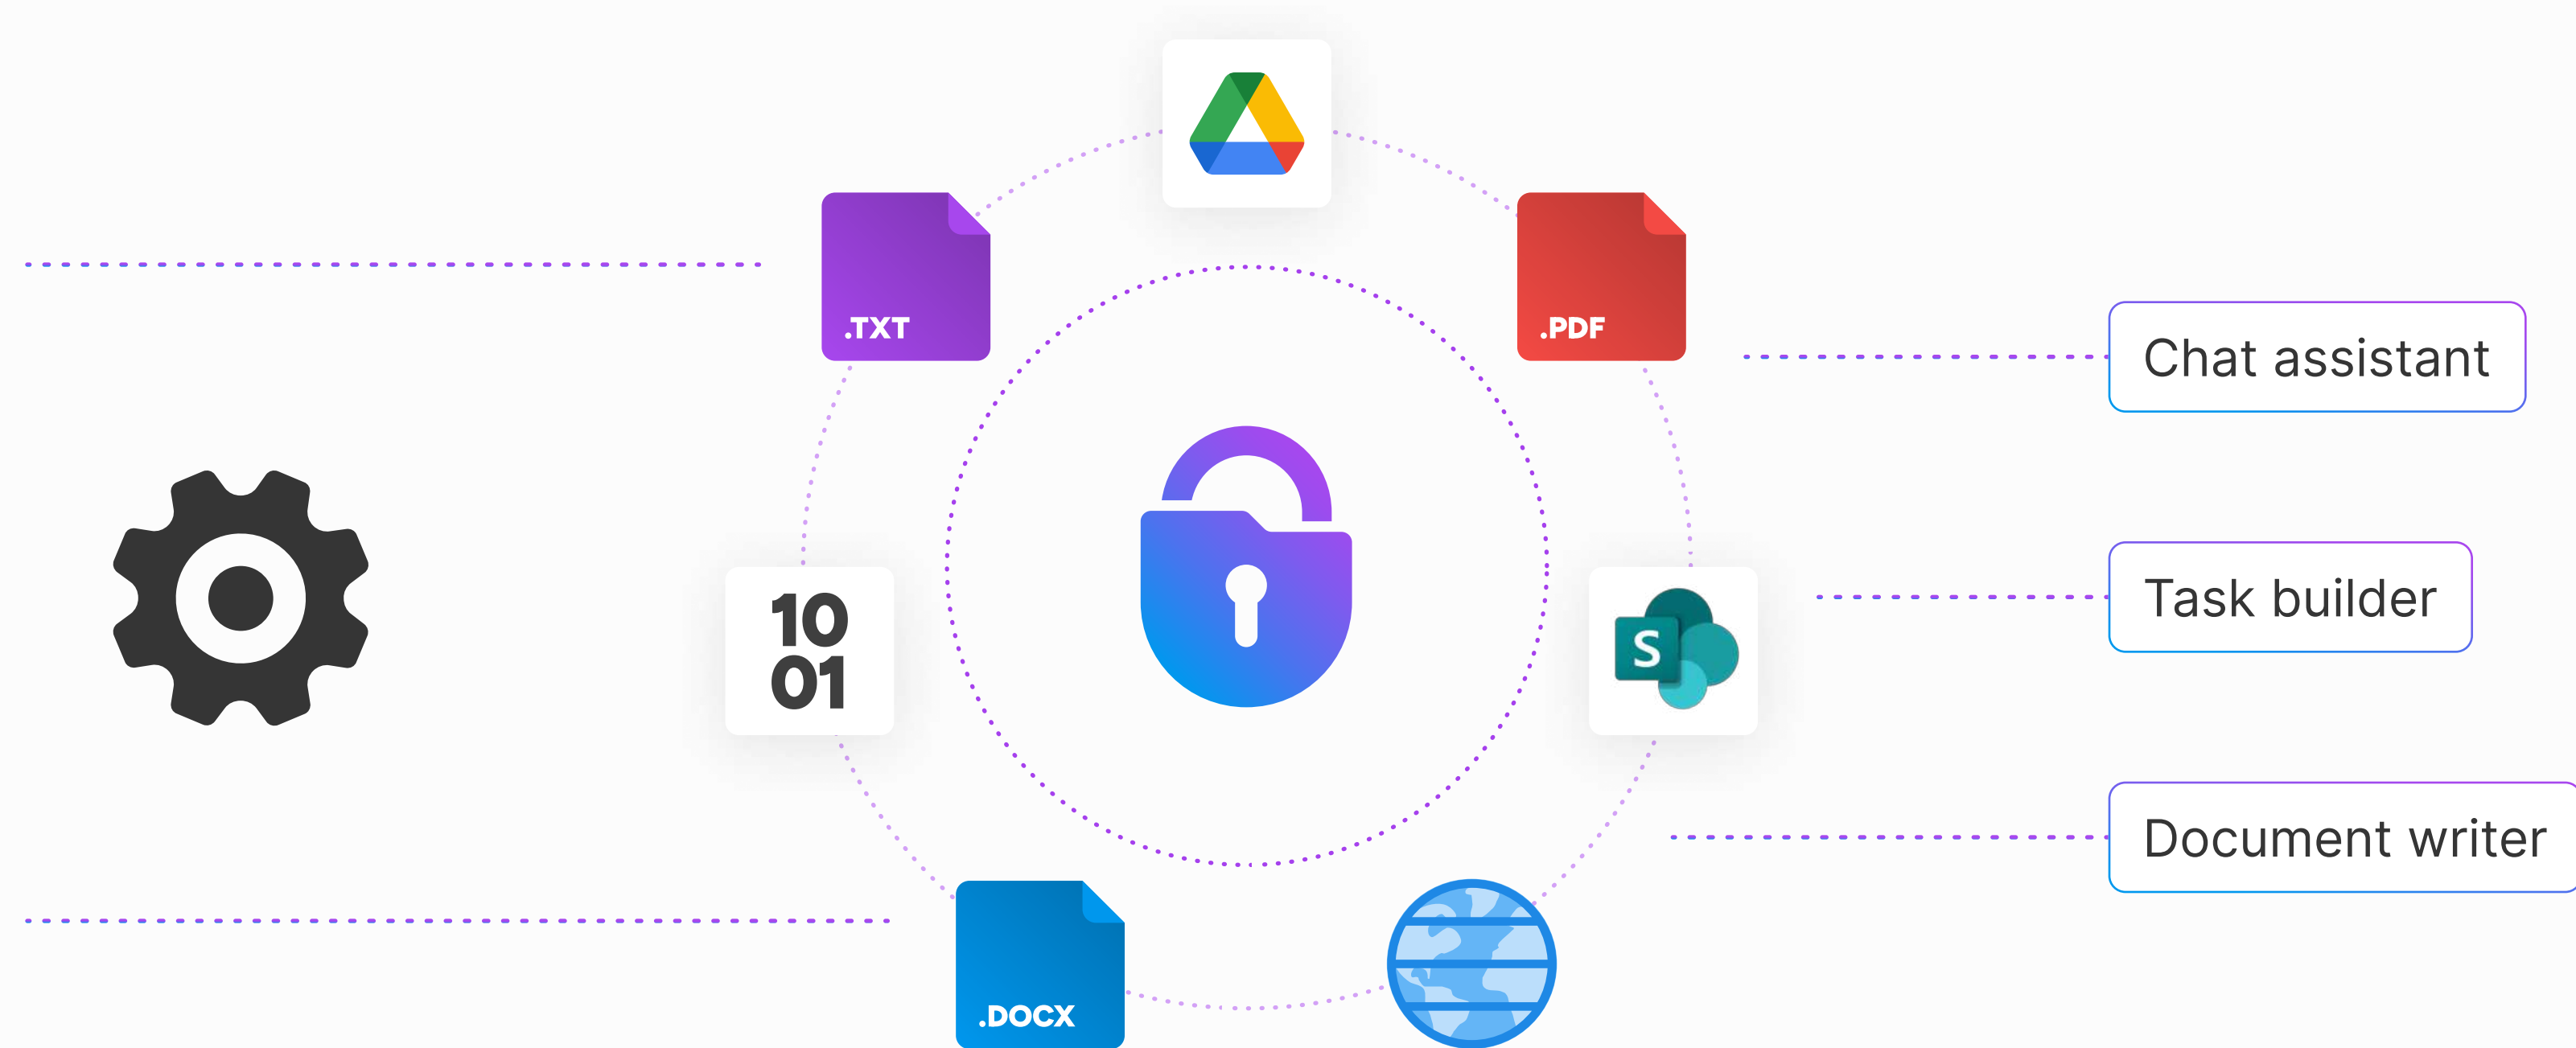 .TXT
.PDF
Chat assistant
10
01
S
Task builder
Document writer
.DOCX